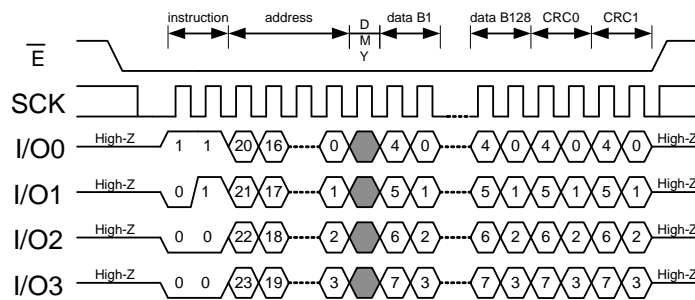 instruction address D M Y data B1 data B128 CRC0 CRC1
E
SCK
I/O0 High-Z 1 1 20 16 0 4 0 4 0 4 0 4 0 High-Z
I/O1 High-Z 0 1 21 17 1 5 1 5 1 5 1 5 1 High-Z
I/O2 High-Z 0 0 22 18 2 6 2 6 2 6 2 6 2 High-Z
I/O3 High-Z 0 0 23 19 3 7 3 7 3 7 3 7 3 High-Z